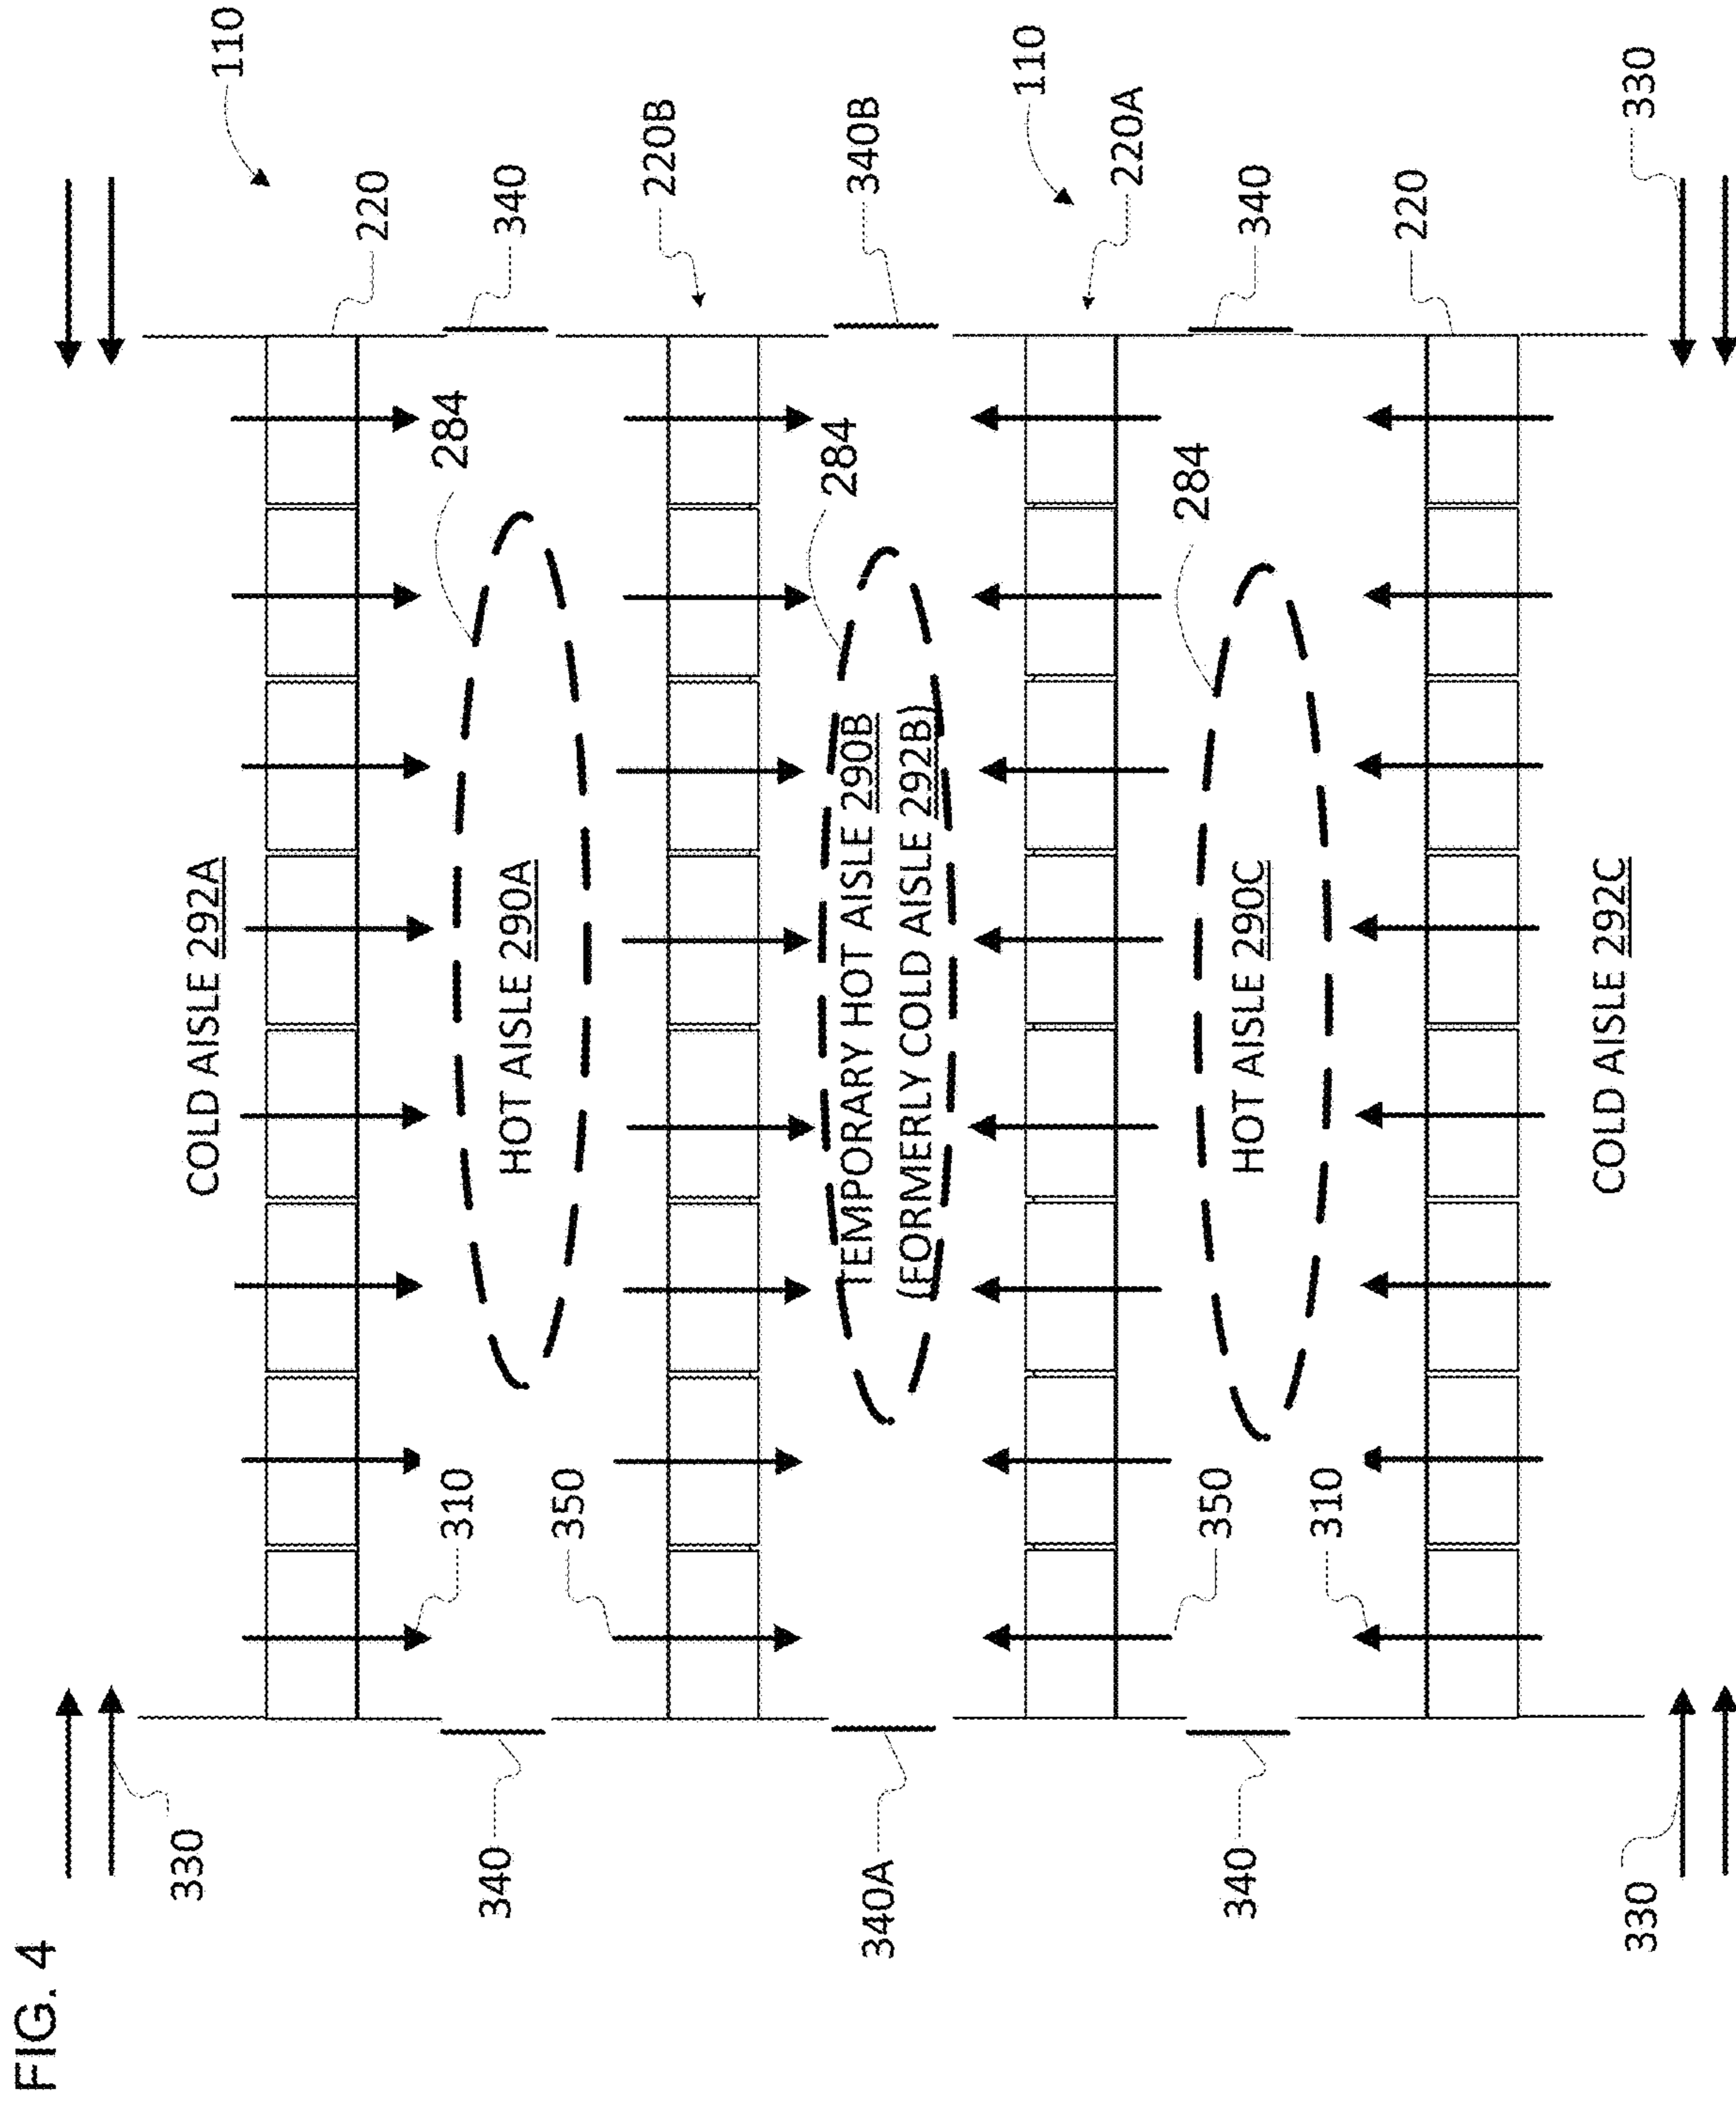 FIG. 4
330
330
340
340A
340
310
350
350
310
COLD AISLE 292A
HOT AISLE 290A
TEMPORARY HOT AISLE 290B
(FORMERLY COLD AISLE 292B)
HOT AISLE 290C
COLD AISLE 292C
284
284
284
110
220
340
220B
340B
110
220A
340
220
330